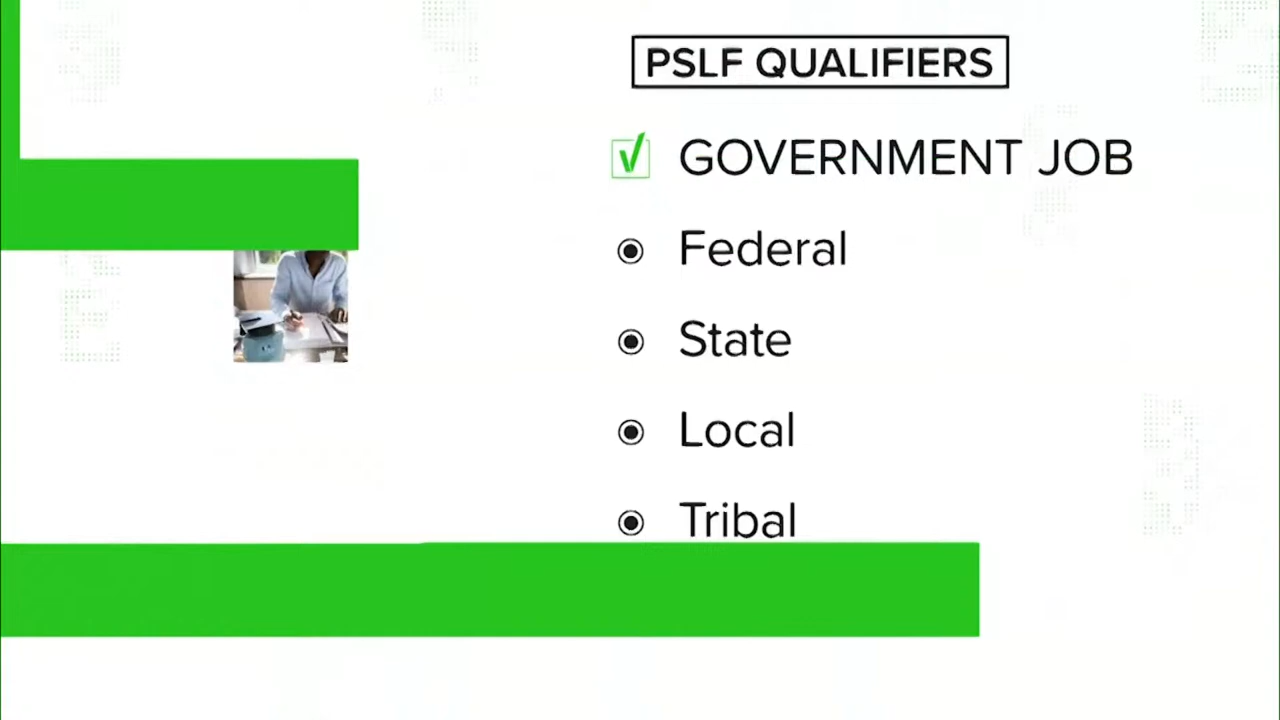 PSLF QUALIFIERS
GOVERNMENT JOB
Federal
State
Local
Tribal